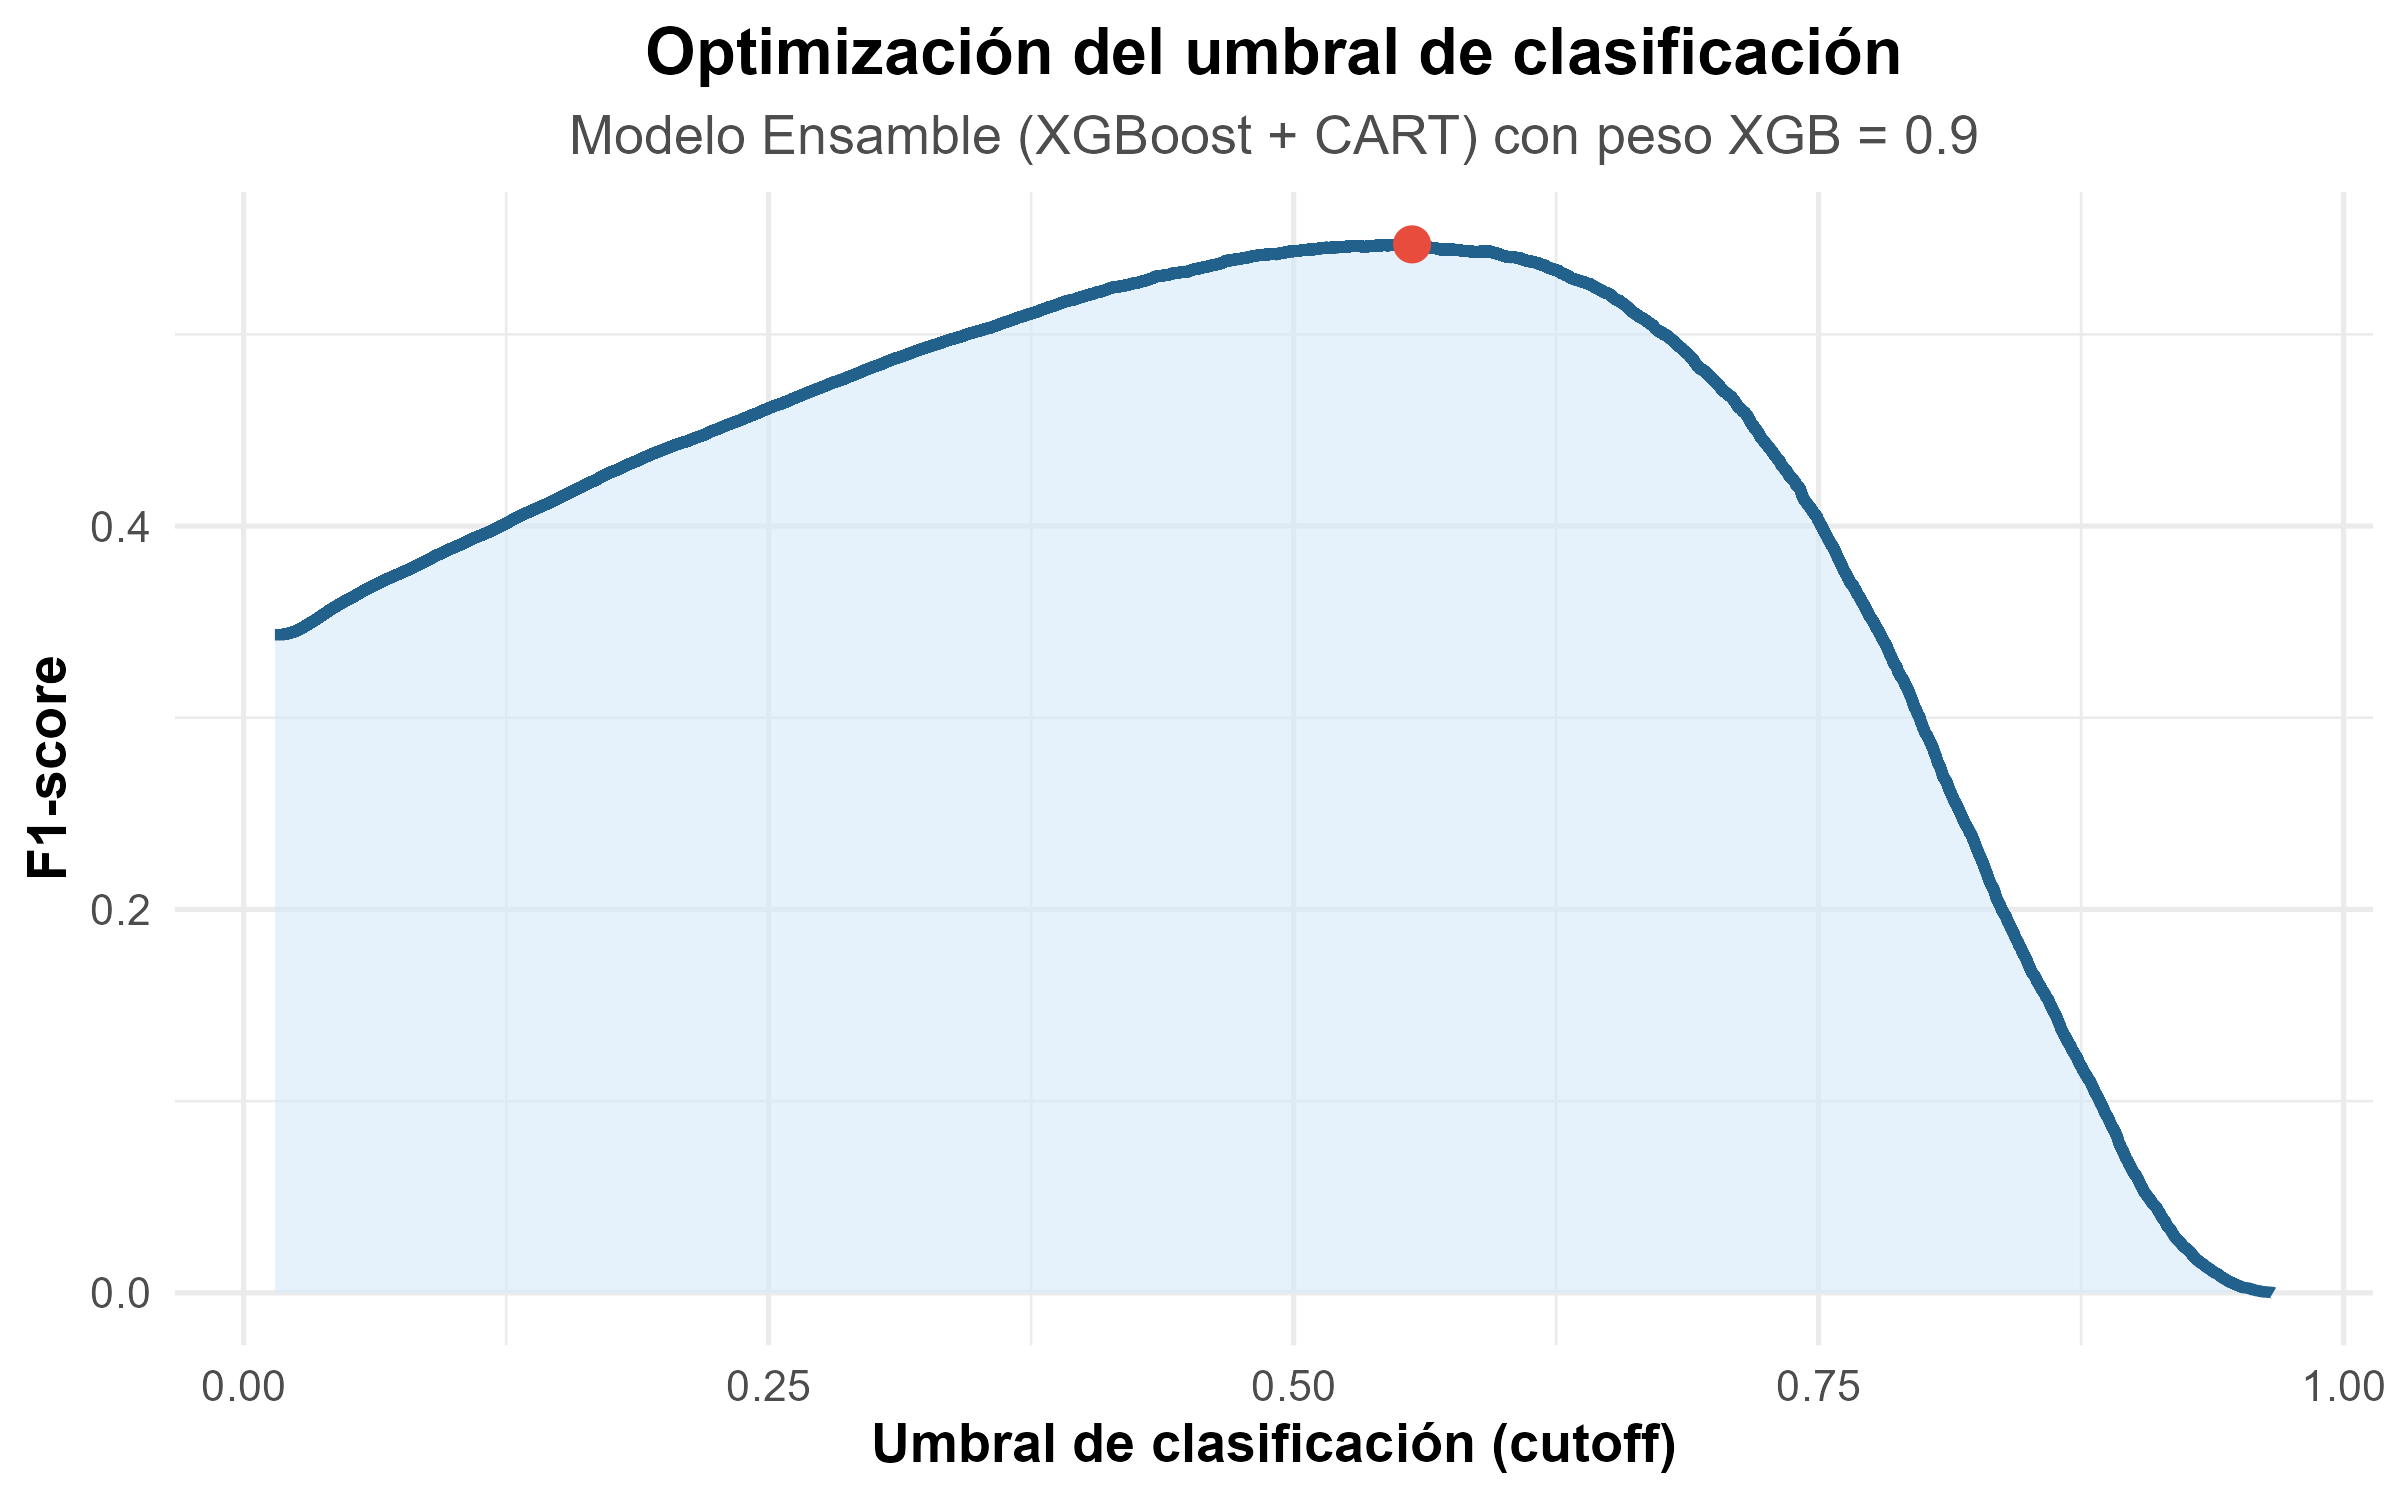 Optimización del umbral de clasificación
Modelo Ensamble (XGBoost + CART) con peso XGB = 0.9
F1-score
0.4
0.2
0.0
0.00 0.25 0.50 0.75 1.00
Umbral de clasificación (cutoff)